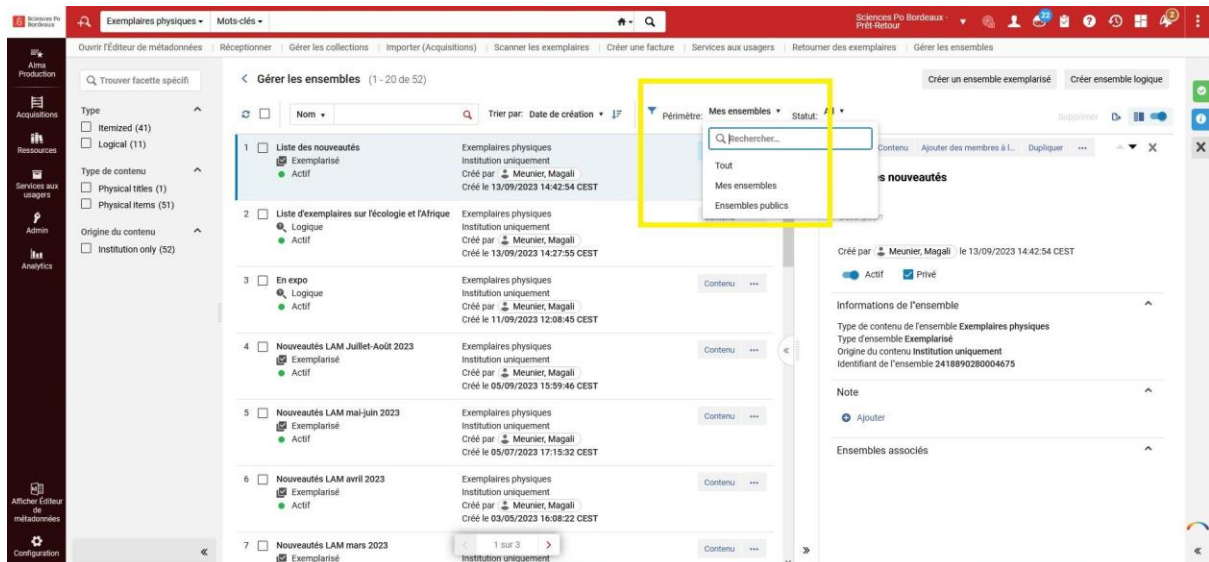 Sciences Po
Bordeaux
Exemplaires physiques
Mots-clés
Sciences Po Bordeaux -
Prêt-Retour
22
2
Ouvrir l'Éditeur de métadonnées | Réceptionner | Gérer les collections | Importer (Acquisitions) | Scanner les exemplaires | Créer une facture | Services aux usagers | Retourner des exemplaires | Gérer les ensembles
Alma
Production
Acquisitions
Ressources
Services aux
usagers
Admin
Analytics
Afficher Éditeur
de
métadonnées
Configuration
Trouver facette spécifi
Type
Itemized (41)
Logical (11)
Type de contenu
Physical titles (1)
Physical items (51)
Origine du contenu
Institution only (52)
Gérer les ensembles (1 - 20 de 52)
Créer un ensemble exemplarisé
Créer ensemble logique
Nom
Trier par: Date de création
Périmètre: Mes ensembles
Statut:
Supprimer
Rechercher...
Tout
Mes ensembles
Ensembles publics
1 Liste des nouveautés
Exemplarisé
Actif
Exemplaires physiques
Institution uniquement
Créé par Meunier, Magali
Créé le 13/09/2023 14:42:54 CEST
2 Liste d'exemplaires sur l'écologie et l'Afrique
Logique
Actif
Exemplaires physiques
Institution uniquement
Créé par Meunier, Magali
Créé le 13/09/2023 14:27:55 CEST
3 En expo
Logique
Actif
Exemplaires physiques
Institution uniquement
Créé par Meunier, Magali
Créé le 11/09/2023 12:08:45 CEST
Contenu
4 Nouveautés LAM Juillet-Août 2023
Exemplarisé
Actif
Exemplaires physiques
Institution uniquement
Créé par Meunier, Magali
Créé le 05/09/2023 15:59:46 CEST
Contenu
5 Nouveautés LAM mai-juin 2023
Exemplarisé
Actif
Exemplaires physiques
Institution uniquement
Créé par Meunier, Magali
Créé le 05/07/2023 17:15:32 CEST
Contenu
6 Nouveautés LAM avril 2023
Exemplarisé
Actif
Exemplaires physiques
Institution uniquement
Créé par Meunier, Magali
Créé le 03/05/2023 16:08:22 CEST
Contenu
7 Nouveautés LAM mars 2023
Exemplarisé
Exemplaires physiques
Institution uniquement
Contenu
1 sur 3
Contenu
Ajouter des membres à l...
Dupliquer
nouveautés
Créé par Meunier, Magali le 13/09/2023 14:42:54 CEST
Actif
Privé
Informations de l"ensemble
Type de contenu de l'ensemble Exemplaires physiques
Type d'ensemble Exemplarisé
Origine du contenu Institution uniquement
Identifiant de l"ensemble 2418890280004675
Note
Ajouter
Ensembles associés